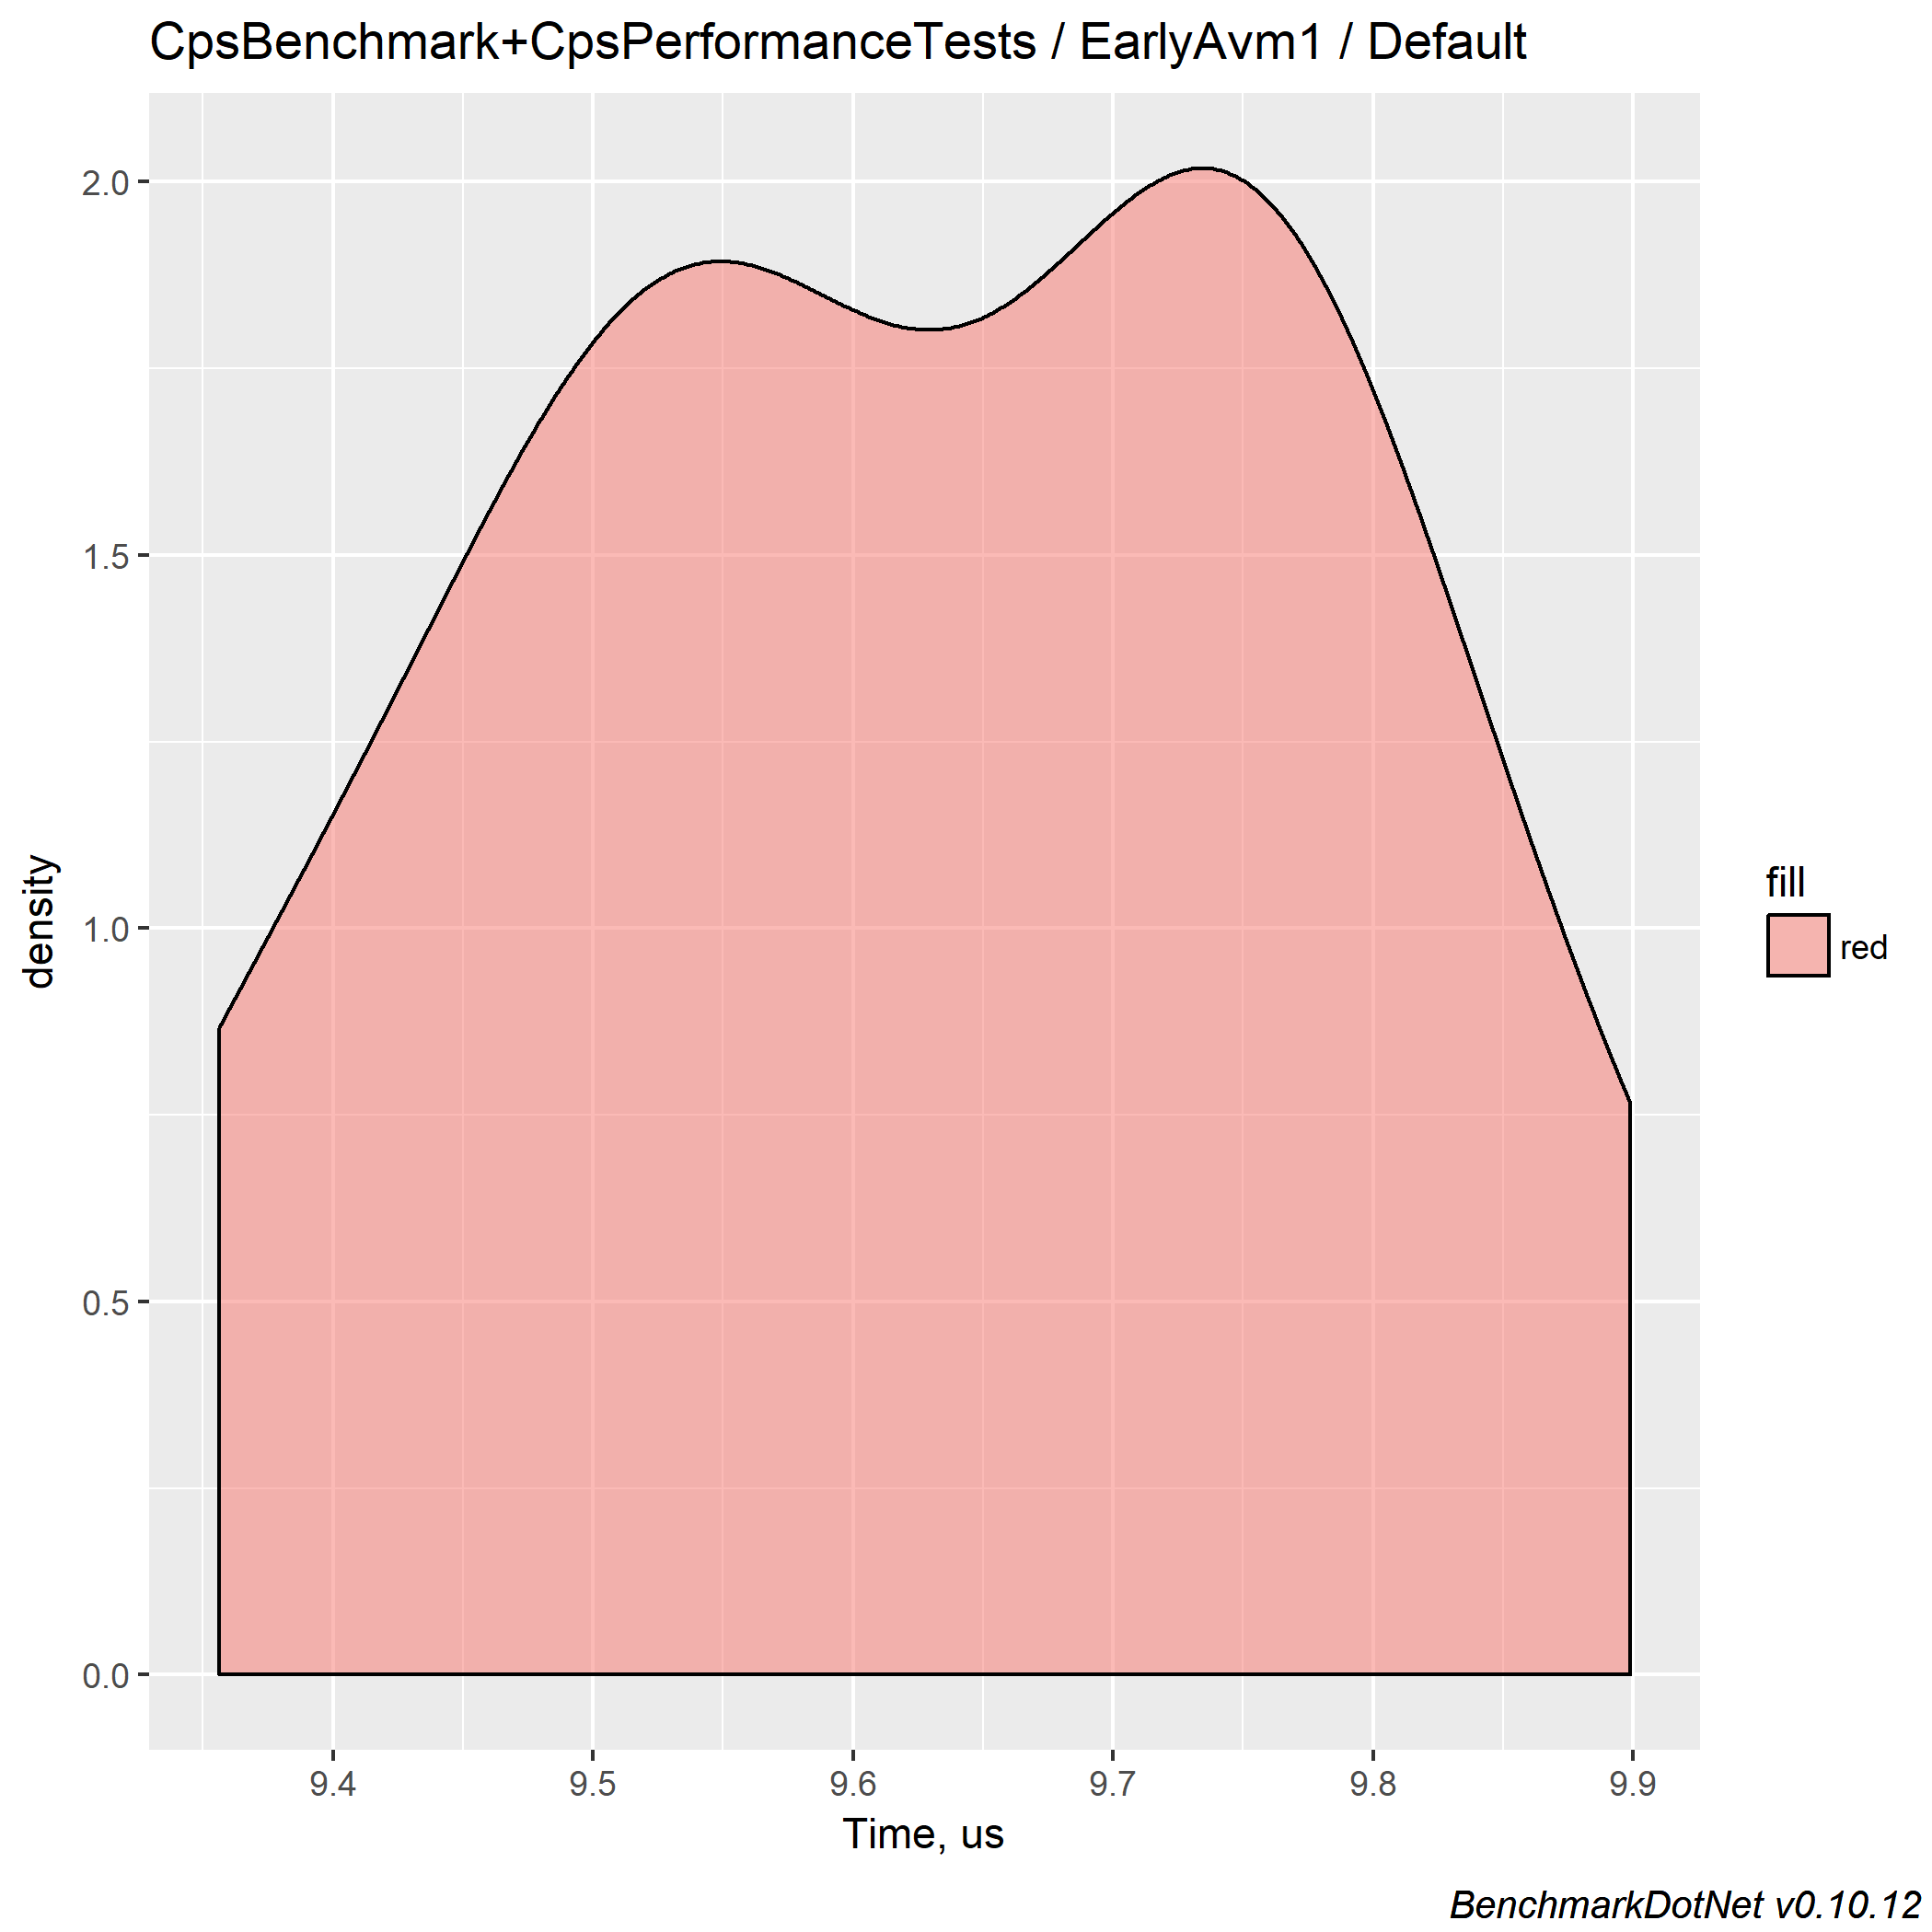 CpsBenchmark+CpsPerformanceTests / EarlyAvm1 / Default
2.0
1.5
1.0
0.5
0.0
density
9.4 9.5 9.6 9.7 9.8 9.9
Time, us
fill
red
BenchmarkDotNet v0.10.12